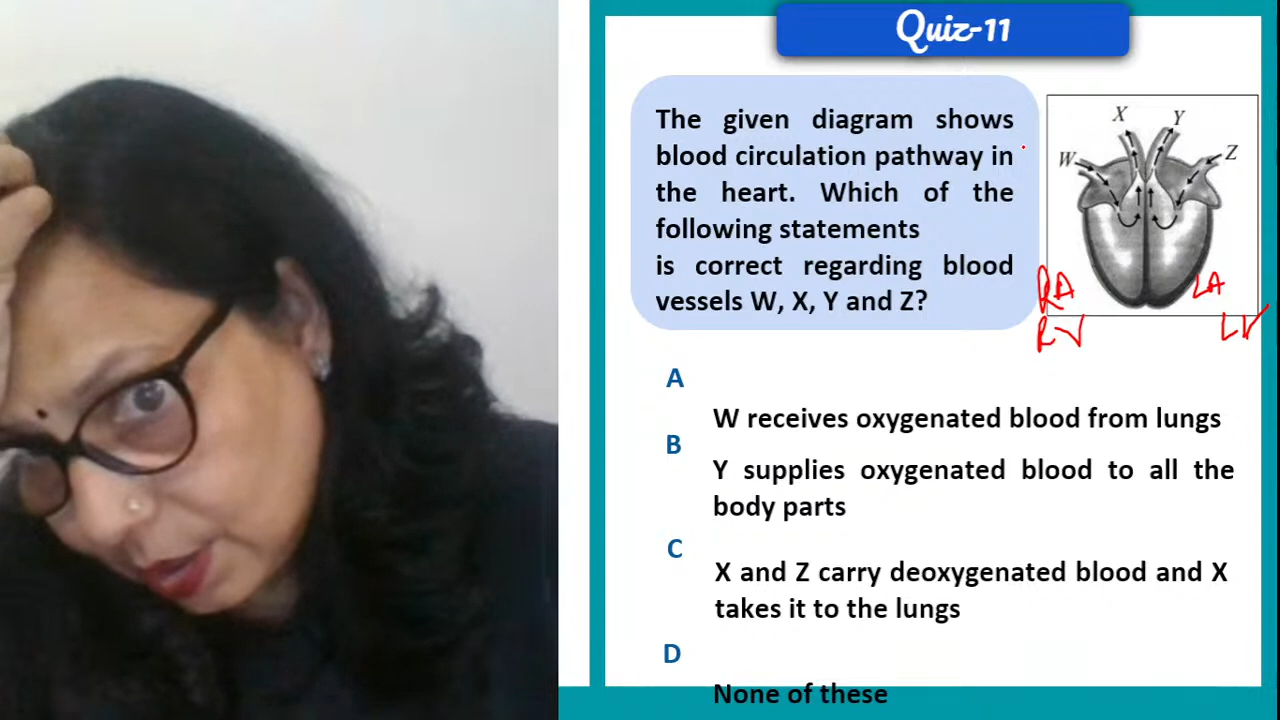 Quiz-11
The given diagram shows
blood circulation pathway in
the heart. Which of the
following statements
is correct regarding blood
vessels W, X, Y and Z?
X
Y
W
Z
RA
LA
RV
LV
A
W receives oxygenated blood from lungs
B
Y supplies oxygenated blood to all the
body parts
C
X and Z carry deoxygenated blood and X
takes it to the lungs
D
None of these